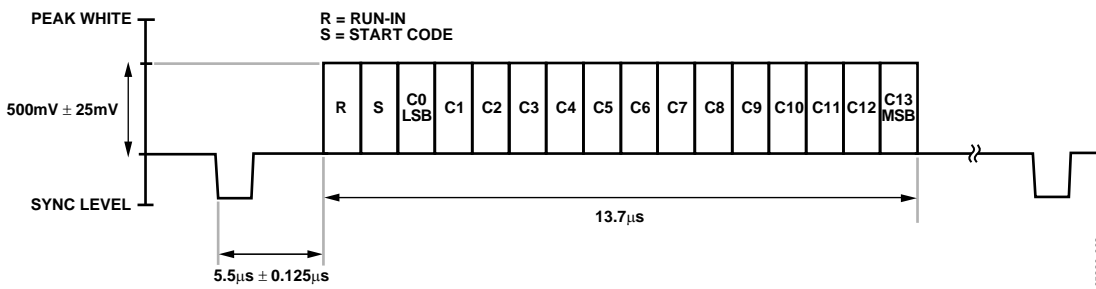 PEAK WHITE
R = RUN-IN
S = START CODE
500mV ± 25mV
R
S
C0
LSB
C1
C2
C3
C4
C5
C6
C7
C8
C9
C10
C11
C12
C13
MSB
SYNC LEVEL
13.7μs
5.5μs ± 0.125μs